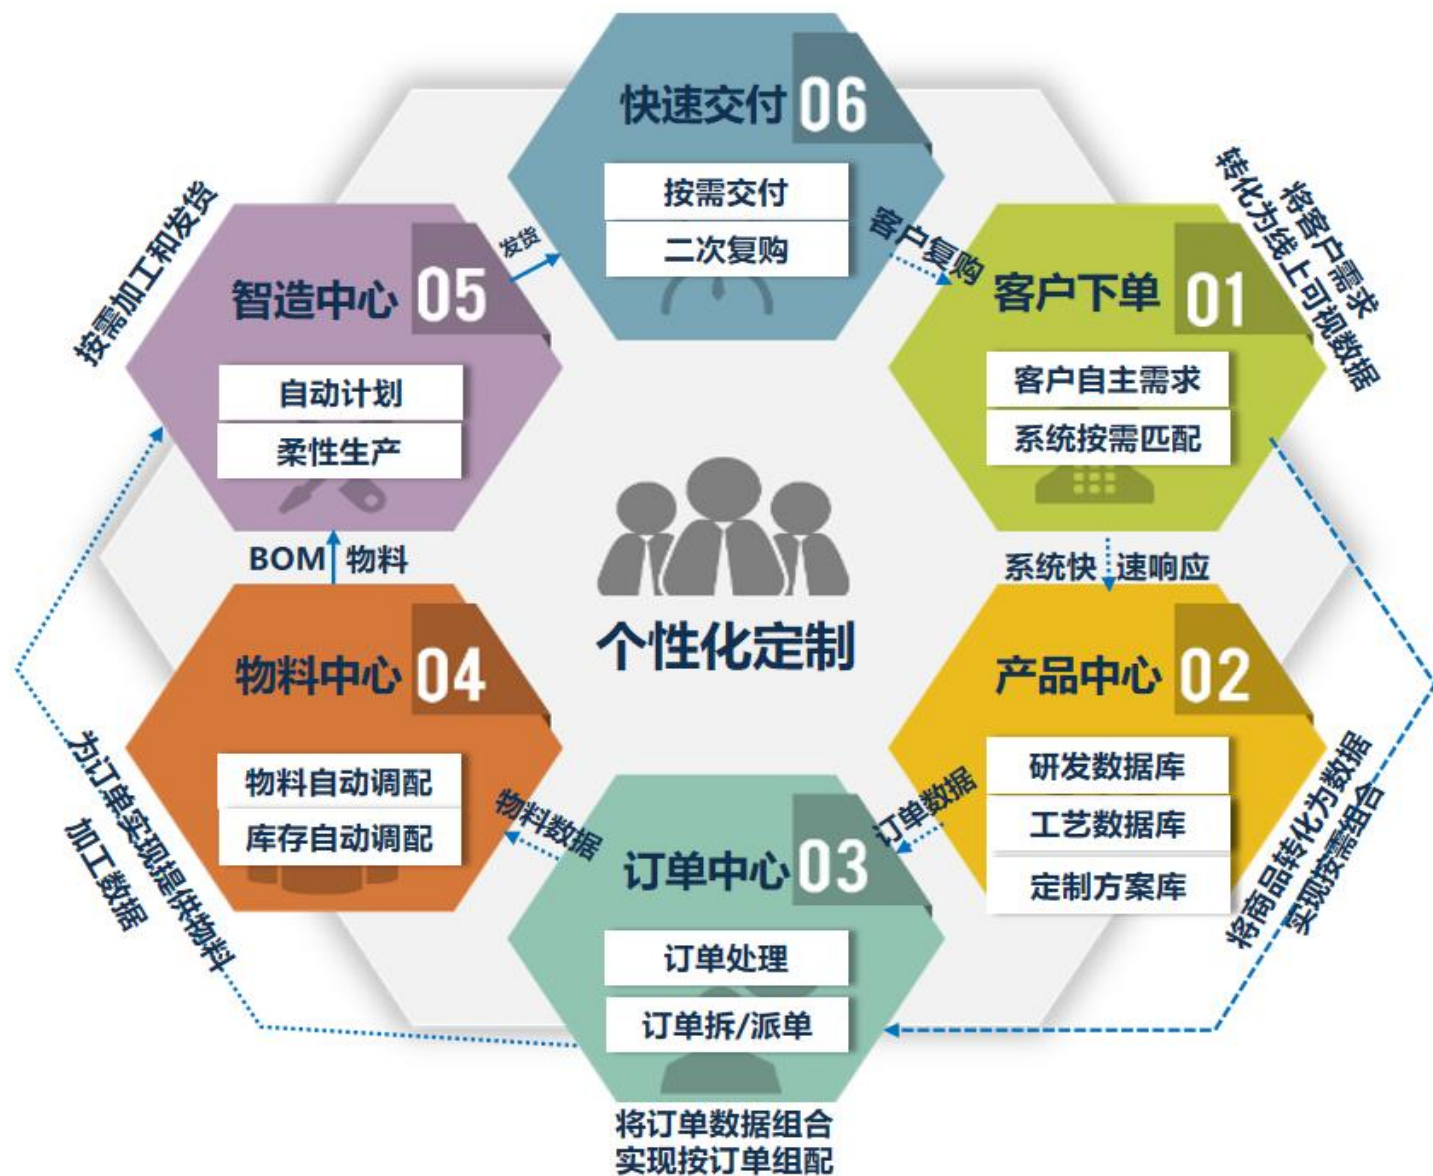 快速交付 06
按需交付
二次复购
客户复购
客户下单 01
客户自主需求
系统按需匹配
将客户需求
转化为线上可视数据
系统快 速响应
产品中心 02
研发数据库
工艺数据库
定制方案库
将商品转化为数据
实现按需组合
订单数据
订单中心 03
订单处理
订单拆/派单
将订单数据组合
实现按订单组配
物料数据
物料中心 04
物料自动调配
库存自动调配
为订单实现提供物料
加工数据
BOM 物料
智造中心 05
自动计划
柔性生产
按需加工和发货
发货
个性化定制